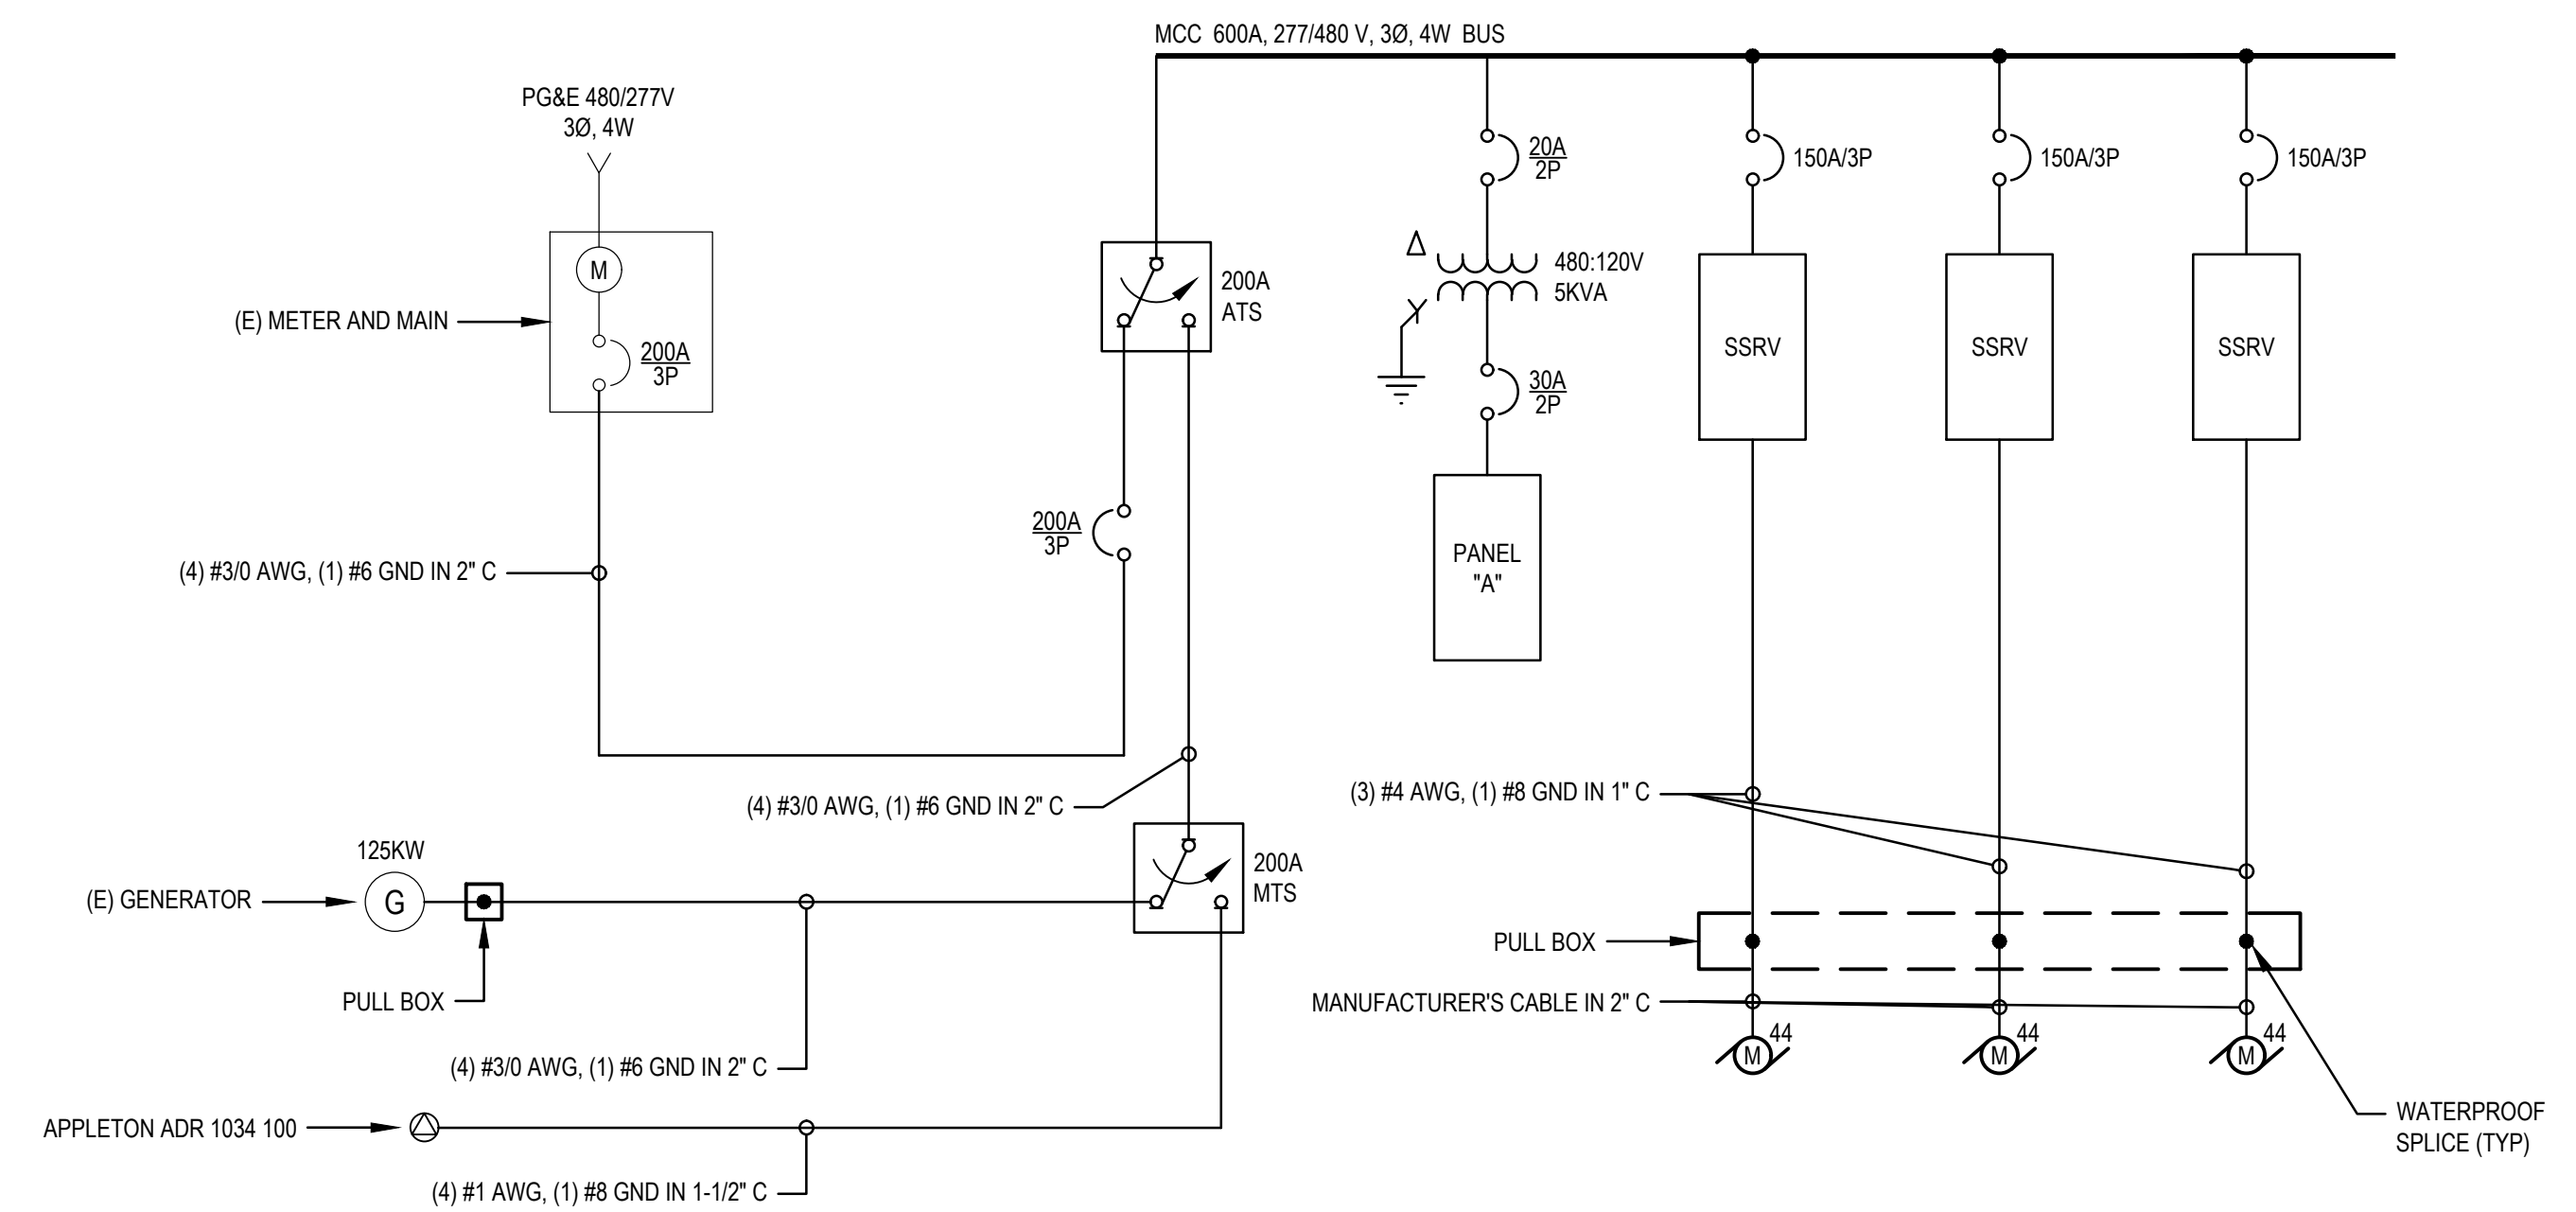 MCC 600A, 277/480 V, 3Ø, 4W BUS
PG&E 480/277V
3Ø, 4W
M
(E) METER AND MAIN
200A
3P
(4) #3/0 AWG, (1) #6 GND IN 2" C
200A
ATS
200A
3P
(4) #3/0 AWG, (1) #6 GND IN 2" C
125KW
(E) GENERATOR
G
200A
MTS
PULL BOX
(4) #3/0 AWG, (1) #6 GND IN 2" C
APPLETON ADR 1034 100
(4) #1 AWG, (1) #8 GND IN 1-1/2" C
20A
2P
Δ
480:120V
5KVA
Y
30A
2P
PANEL
"A"
150A/3P
150A/3P
150A/3P
SSRV
SSRV
SSRV
(3) #4 AWG, (1) #8 GND IN 1" C
PULL BOX
MANUFACTURER'S CABLE IN 2" C
44
44
44
M
M
M
WATERPROOF
SPLICE (TYP)